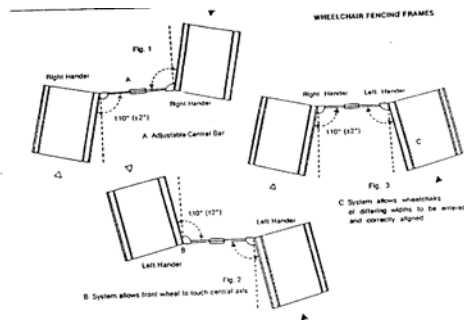 WHEELCHAIR FENCING FRAMES
Fig. 1
Right Hander
A
Right Hander
110° (±2°)
A Adjustable Central Bar
Right Hander
Left Hander
110° (±2°)
C
Fig. 3
C System allows wheelchairs
of differing widths to be entered
and correctly aligned
110° (±2°)
Left Hander
B
Left Hander
Fig. 2
B System allows front wheel to touch central axis